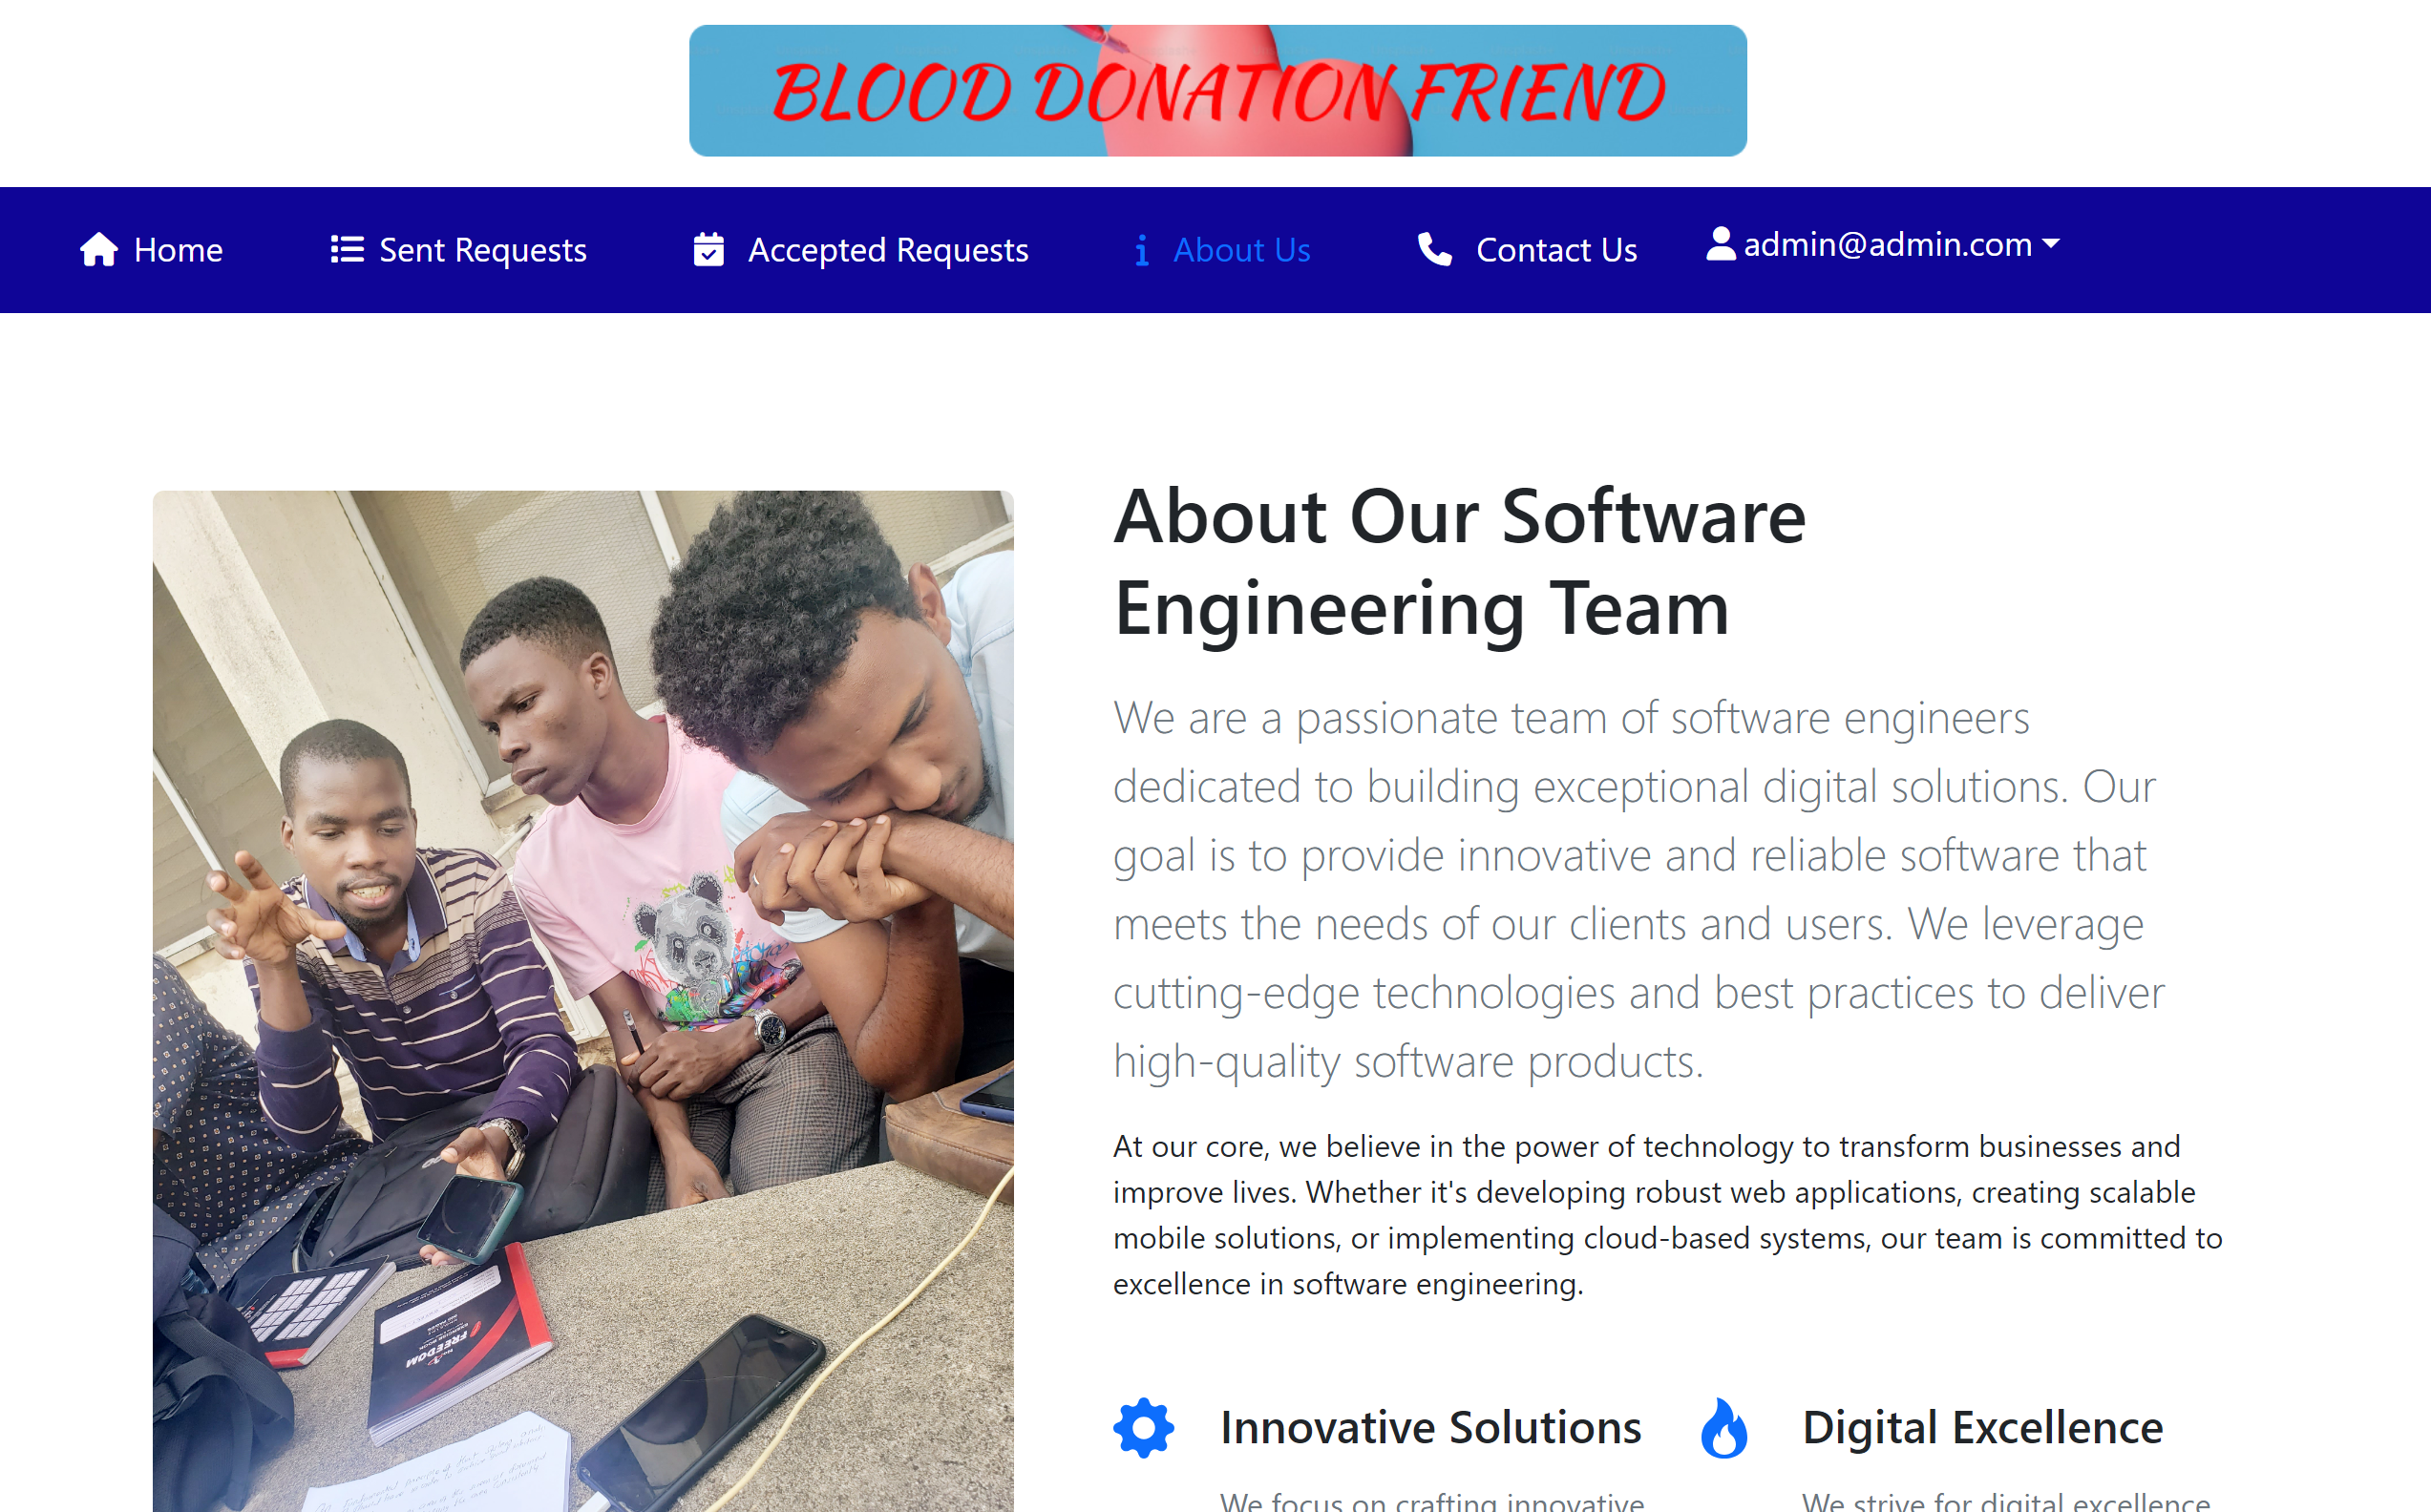 BLOOD DONATION FRIEND
Home
Sent Requests
Accepted Requests
About Us
Contact Us
admin@admin.com
About Our Software
Engineering Team
We are a passionate team of software engineers
dedicated to building exceptional digital solutions. Our
goal is to provide innovative and reliable software that
meets the needs of our clients and users. We leverage
cutting-edge technologies and best practices to deliver
high-quality software products.
At our core, we believe in the power of technology to transform businesses and
improve lives. Whether it's developing robust web applications, creating scalable
mobile solutions, or implementing cloud-based systems, our team is committed to
excellence in software engineering.
Innovative Solutions
Digital Excellence
We focus on crafting innovative
We strive for digital excellence
FREEDOM